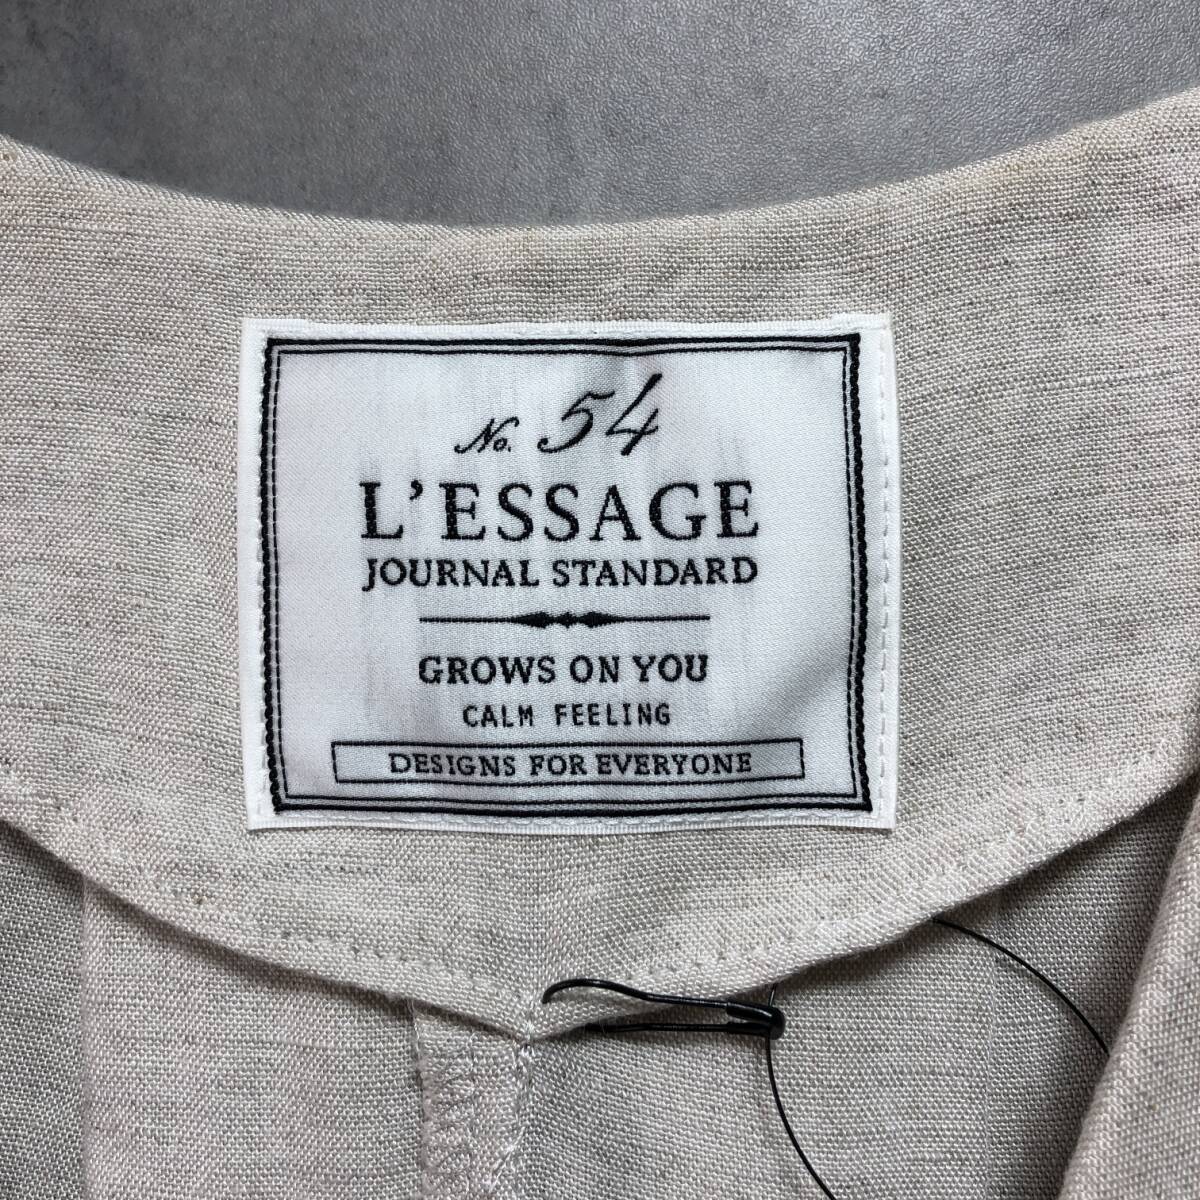 No. 54
L'ESSAGE
JOURNAL STANDARD
GROWS ON YOU
CALM FEELING
DESIGNS FOR EVERYONE